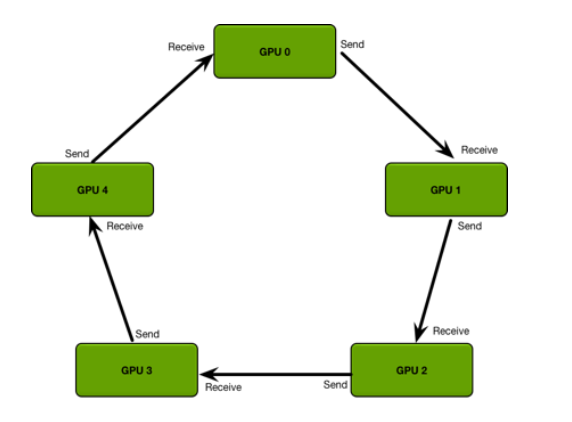 GPU 0
Receive
Send
Receive
GPU 1
Send
Receive
GPU 2
Send
Receive
GPU 3
Send
Receive
GPU 4
Send